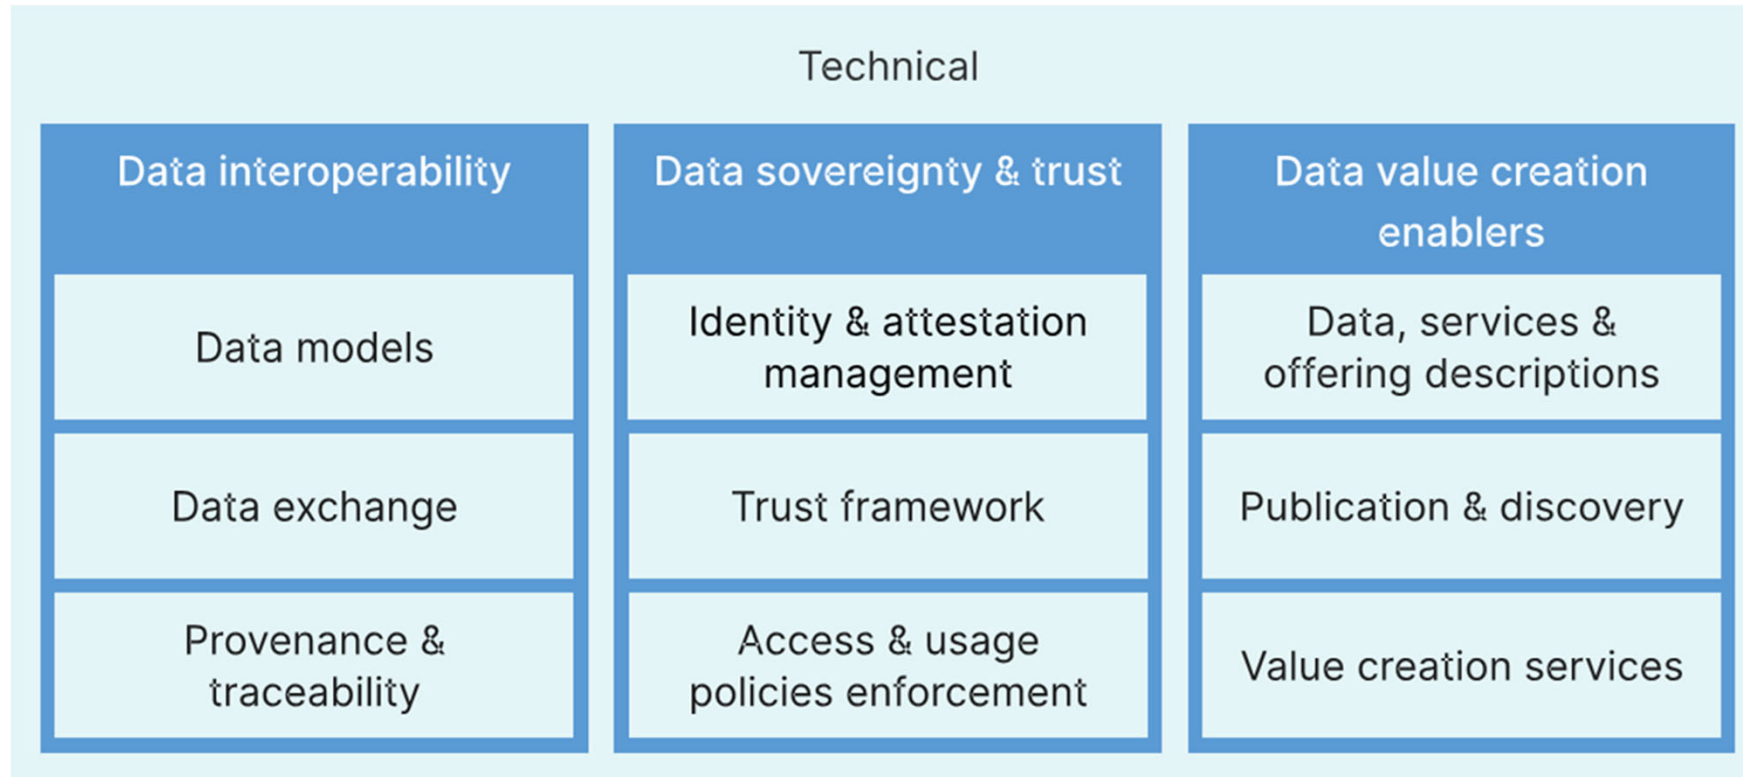 Technical
Data interoperability
Data models
Data exchange
Provenance &
traceability
Data sovereignty & trust
Identity & attestation
management
Trust framework
Access & usage
policies enforcement
Data value creation
enablers
Data, services &
offering descriptions
Publication & discovery
Value creation services